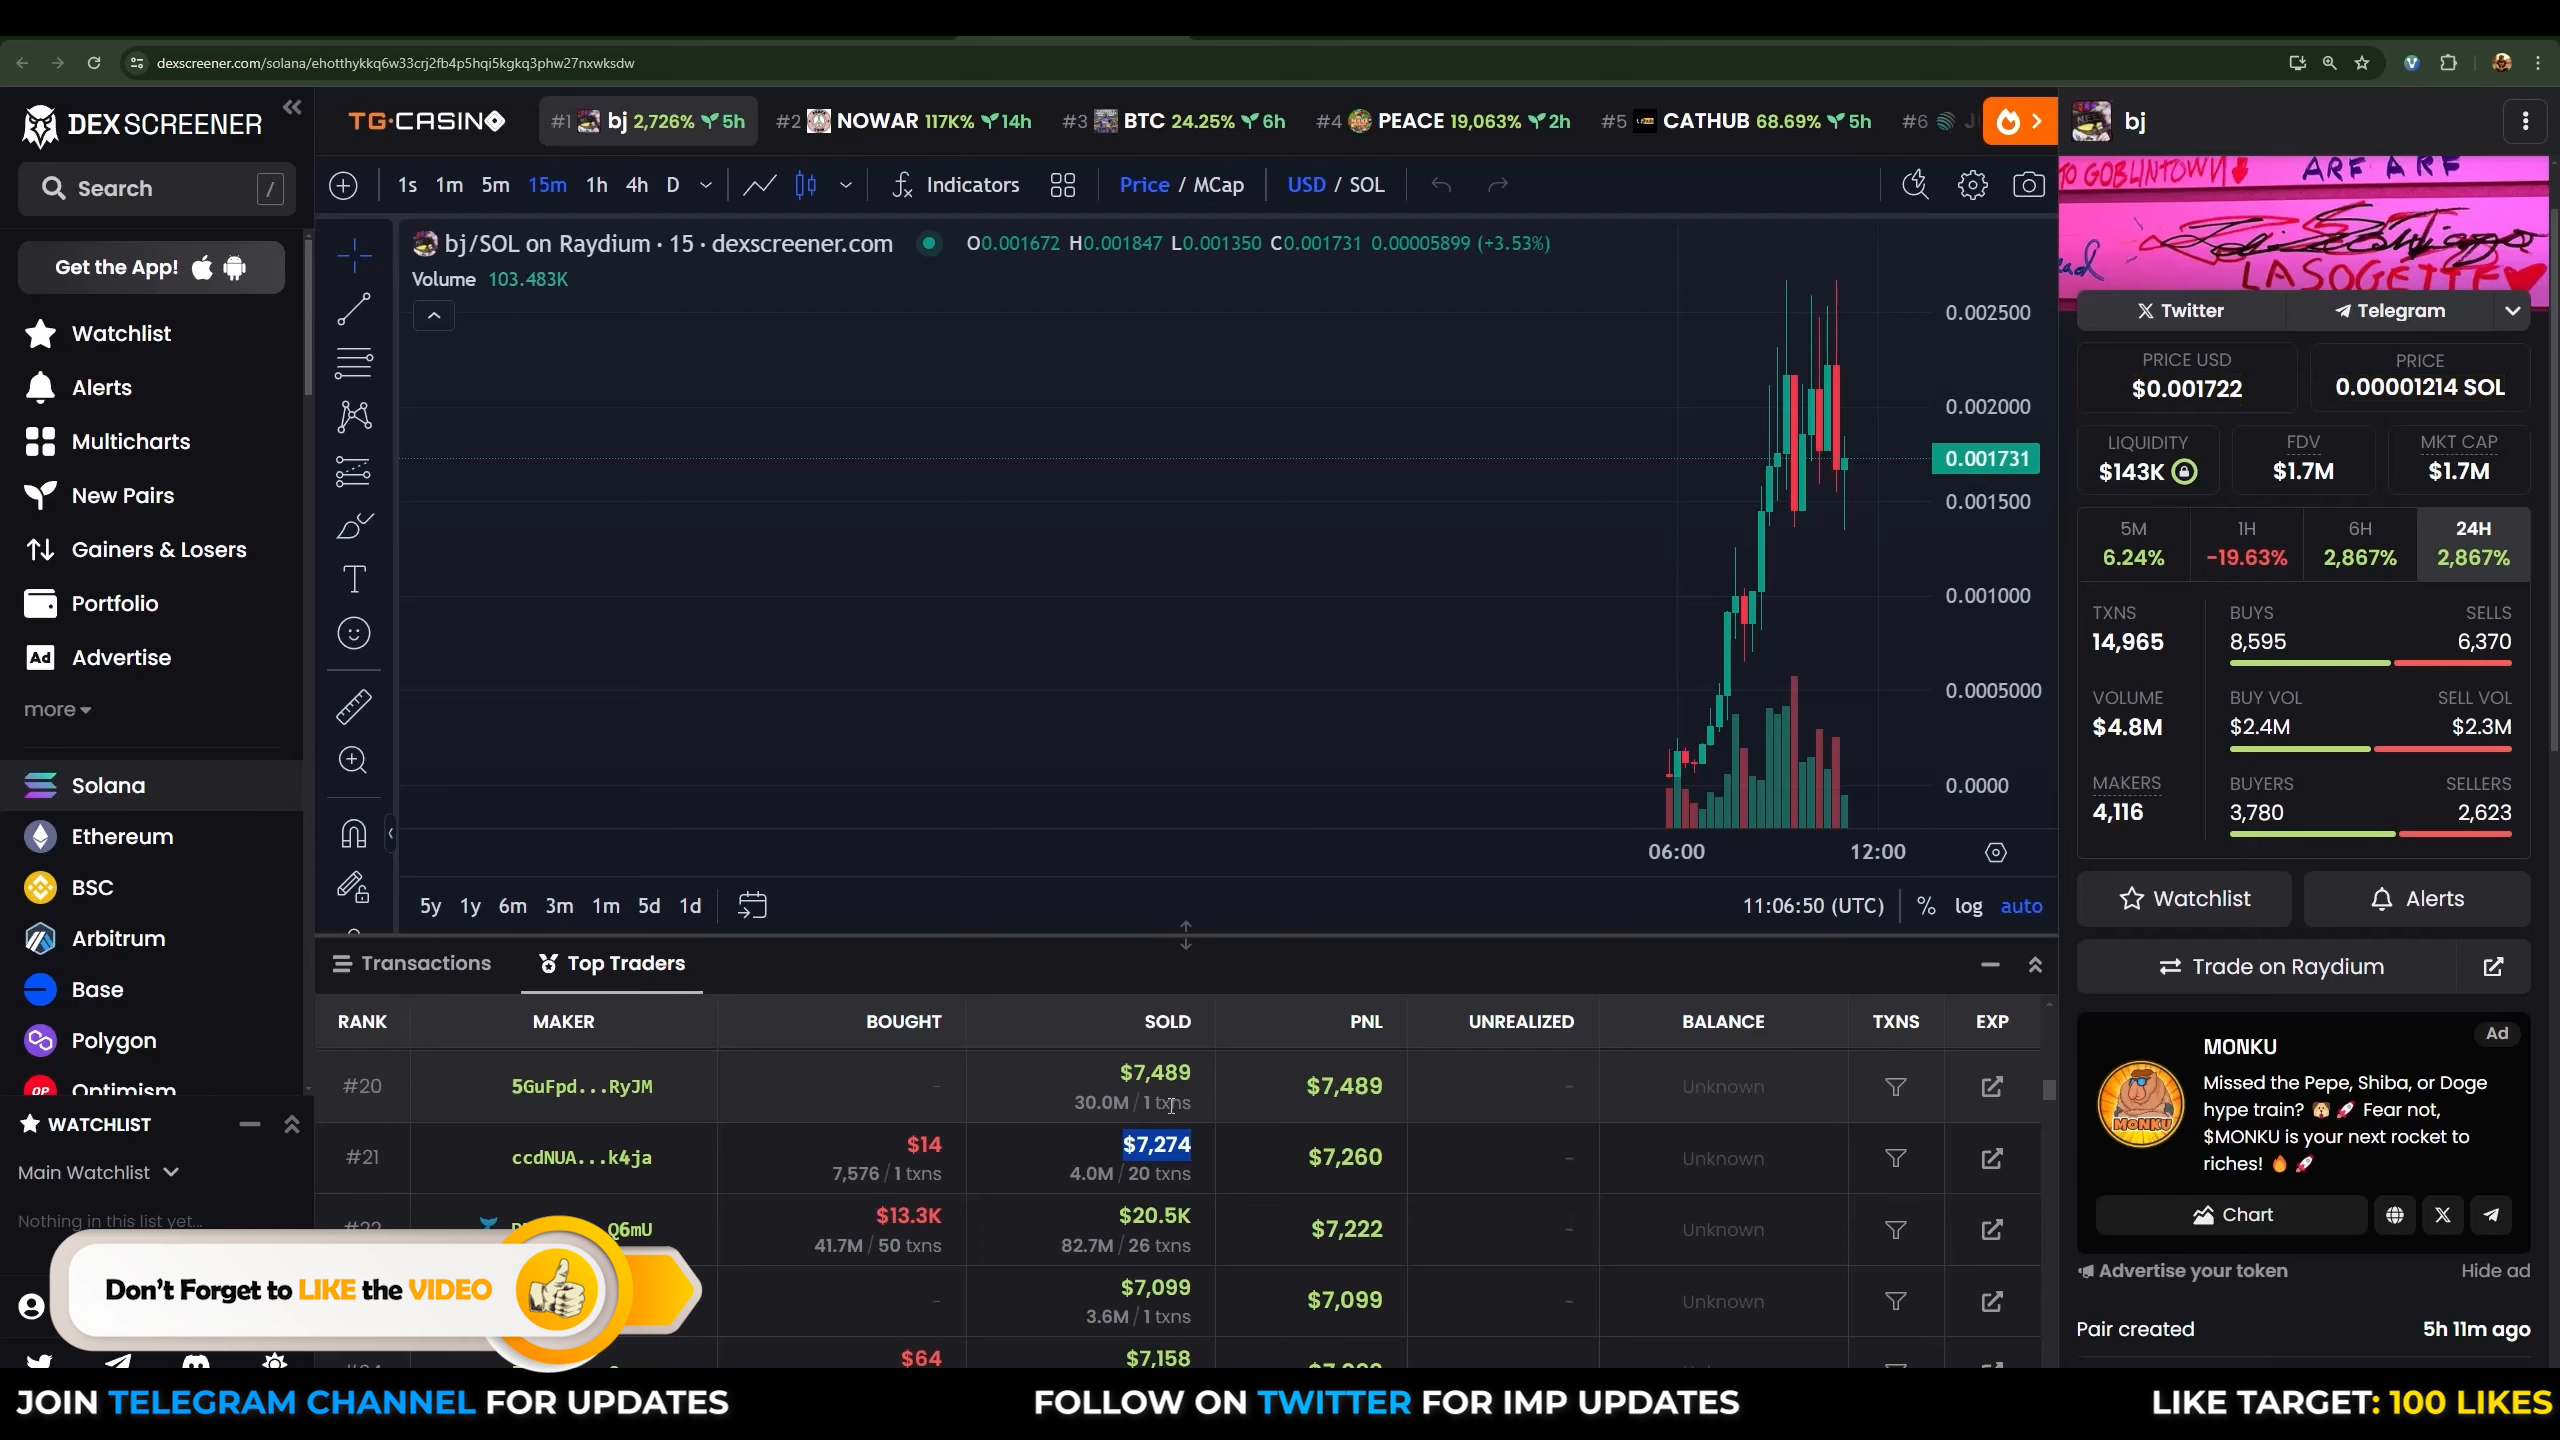 dexscreener.com/solana/ehotthykkq6w33crj2fb4p5hqi5kgkq3phw27nxwksdw
DEX SCREENER
Search /
Get the App!
Watchlist
Alerts
Multicharts
New Pairs
Gainers & Losers
Portfolio
Ad Advertise
more
Solana
Ethereum
BSC
Arbitrum
Base
Polygon
OP Optimism
WATCHLIST
Main Watchlist
Nothing in this list yet...
TG.CASINO #1 bj 2,726% 5h #2 NOWAR 117K% 14h #3 BTC 24.25% 6h #4 PEACE 19,063% 2h #5 CATHUB 68.69% 5h #6
1s 1m 5m 15m 1h 4h D Indicators Price / MCap USD / SOL
bj/SOL on Raydium · 15 · dexscreener.com O0.001672 H0.001847 L0.001350 C0.001731 0.00005899 (+3.53%)
Volume 103.483K
0.002500
0.002000
0.001731
0.001500
0.001000
0.0005000
0.0000
06:00 12:00
5y 1y 6m 3m 1m 5d 1d 11:06:50 (UTC) % log auto
Transactions Top Traders
RANK MAKER BOUGHT SOLD PNL UNREALIZED BALANCE TXNS EXP
#20 5GuFpd...RyJM - $7,489 $7,489 - Unknown
30.0M / 1 txns
#21 ccdNUA...k4ja $14 $7,274 $7,260 - Unknown
7,576 / 1 txns 4.0M / 20 txns
Q6mU $13.3K $20.5K $7,222 - Unknown
41.7M / 50 txns 82.7M / 26 txns
- $7,099 $7,099 - Unknown
3.6M / 1 txns
$64 $7,158
Don't Forget to LIKE the VIDEO
bj
TO GOBLINTOWN
ARF ARF
LASOGETTE
Twitter Telegram
PRICE USD PRICE
$0.001722 0.00001214 SOL
LIQUIDITY FDV MKT CAP
$143K $1.7M $1.7M
5M 1H 6H 24H
6.24% -19.63% 2,867% 2,867%
TXNS BUYS SELLS
14,965 8,595 6,370
VOLUME BUY VOL SELL VOL
$4.8M $2.4M $2.3M
MAKERS BUYERS SELLERS
4,116 3,780 2,623
Watchlist Alerts
Trade on Raydium
Ad
MONKU
MONKU
Missed the Pepe, Shiba, or Doge
hype train? Fear not,
$MONKU is your next rocket to
riches!
Chart
Advertise your token Hide ad
Pair created 5h 11m ago
JOIN TELEGRAM CHANNEL FOR UPDATES FOLLOW ON TWITTER FOR IMP UPDATES LIKE TARGET: 100 LIKES